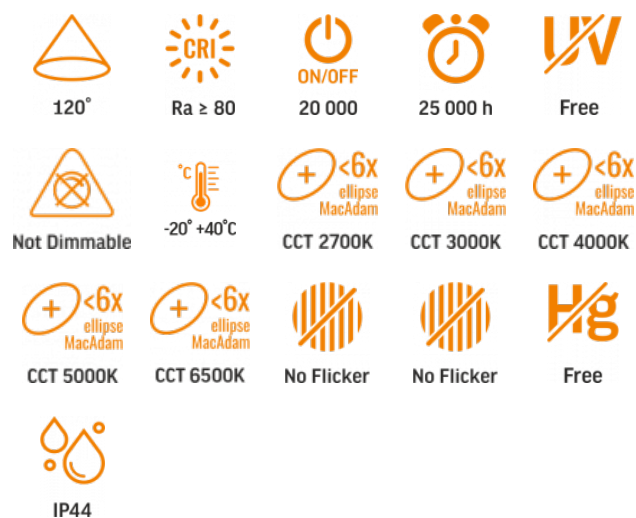 CRI
ON/OFF
UV
120°
Ra ≥ 80
20 000
25 000 h
Free
°C
<6x
ellipse
MacAdam
<6x
ellipse
MacAdam
<6x
ellipse
MacAdam
Not Dimmable
-20° +40°C
CCT 2700K
CCT 3000K
CCT 4000K
<6x
ellipse
MacAdam
<6x
ellipse
MacAdam
Hg
CCT 5000K
CCT 6500K
No Flicker
No Flicker
Free
IP44